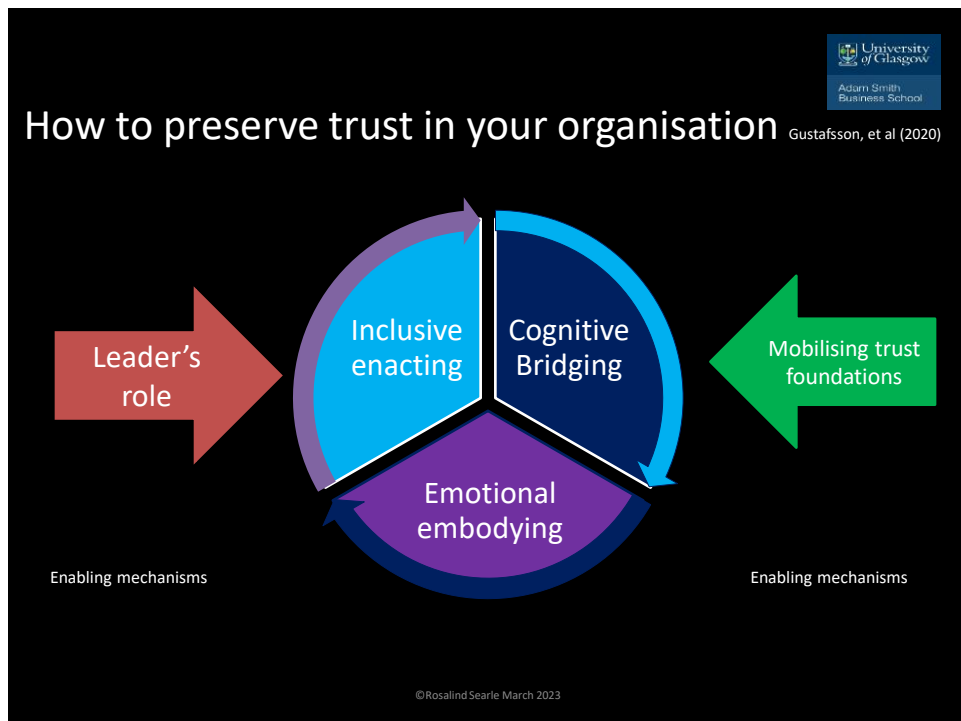 University
of Glasgow
Adam Smith
Business School
How to preserve trust in your organisation Gustafsson, et al (2020)
Inclusive
enacting
Cognitive
Bridging
Leader’s
role
Mobilising trust
foundations
Emotional
embodying
Enabling mechanisms
Enabling mechanisms
©Rosalind Searle March 2023